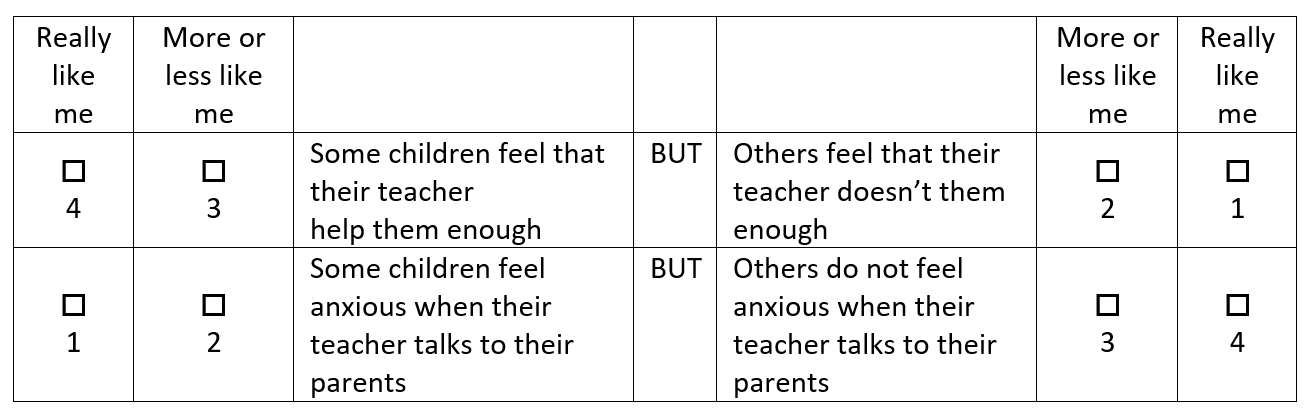 Really like me
More or less like me
More or less like me
Really like me
4
3
Some children feel that
their teacher
help them enough
BUT
Others feel that their
teacher doesn’t them
enough
2
1
1
2
Some children feel
anxious when their
teacher talks to their
parents
BUT
Others do not feel
anxious when their
teacher talks to their
parents
3
4